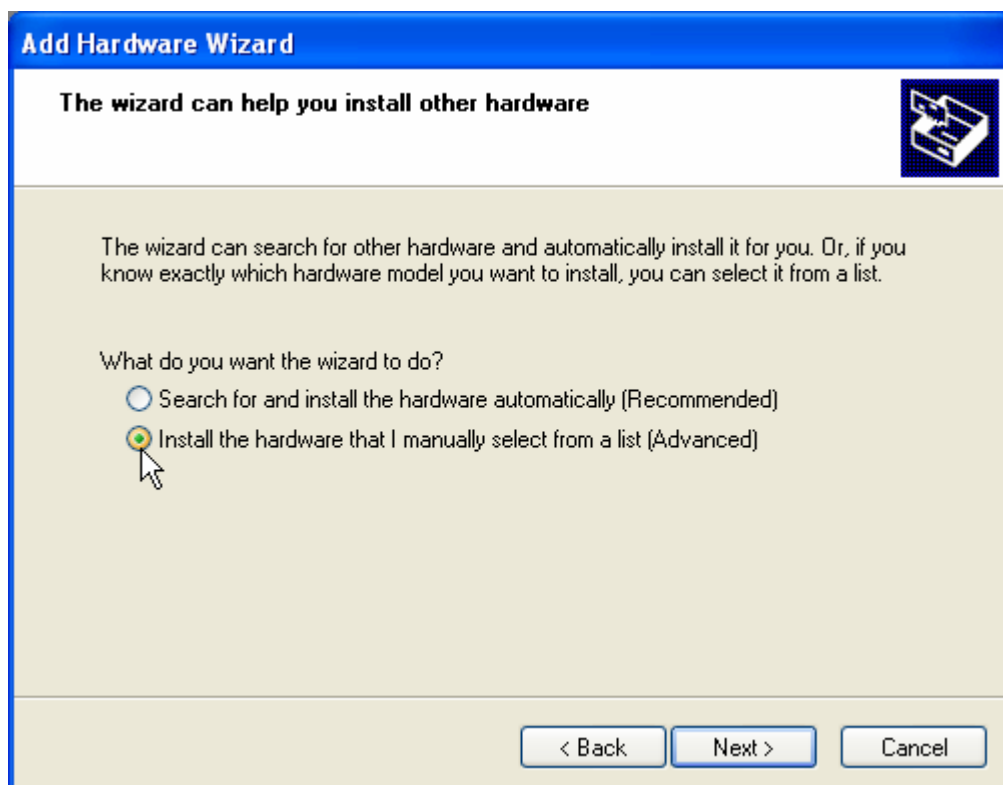 Add Hardware Wizard
The wizard can help you install other hardware
The wizard can search for other hardware and automatically install it for you. Or, if you
know exactly which hardware model you want to install, you can select it from a list.
What do you want the wizard to do?
Search for and install the hardware automatically (Recommended)
Install the hardware that I manually select from a list (Advanced)
< Back Next > Cancel